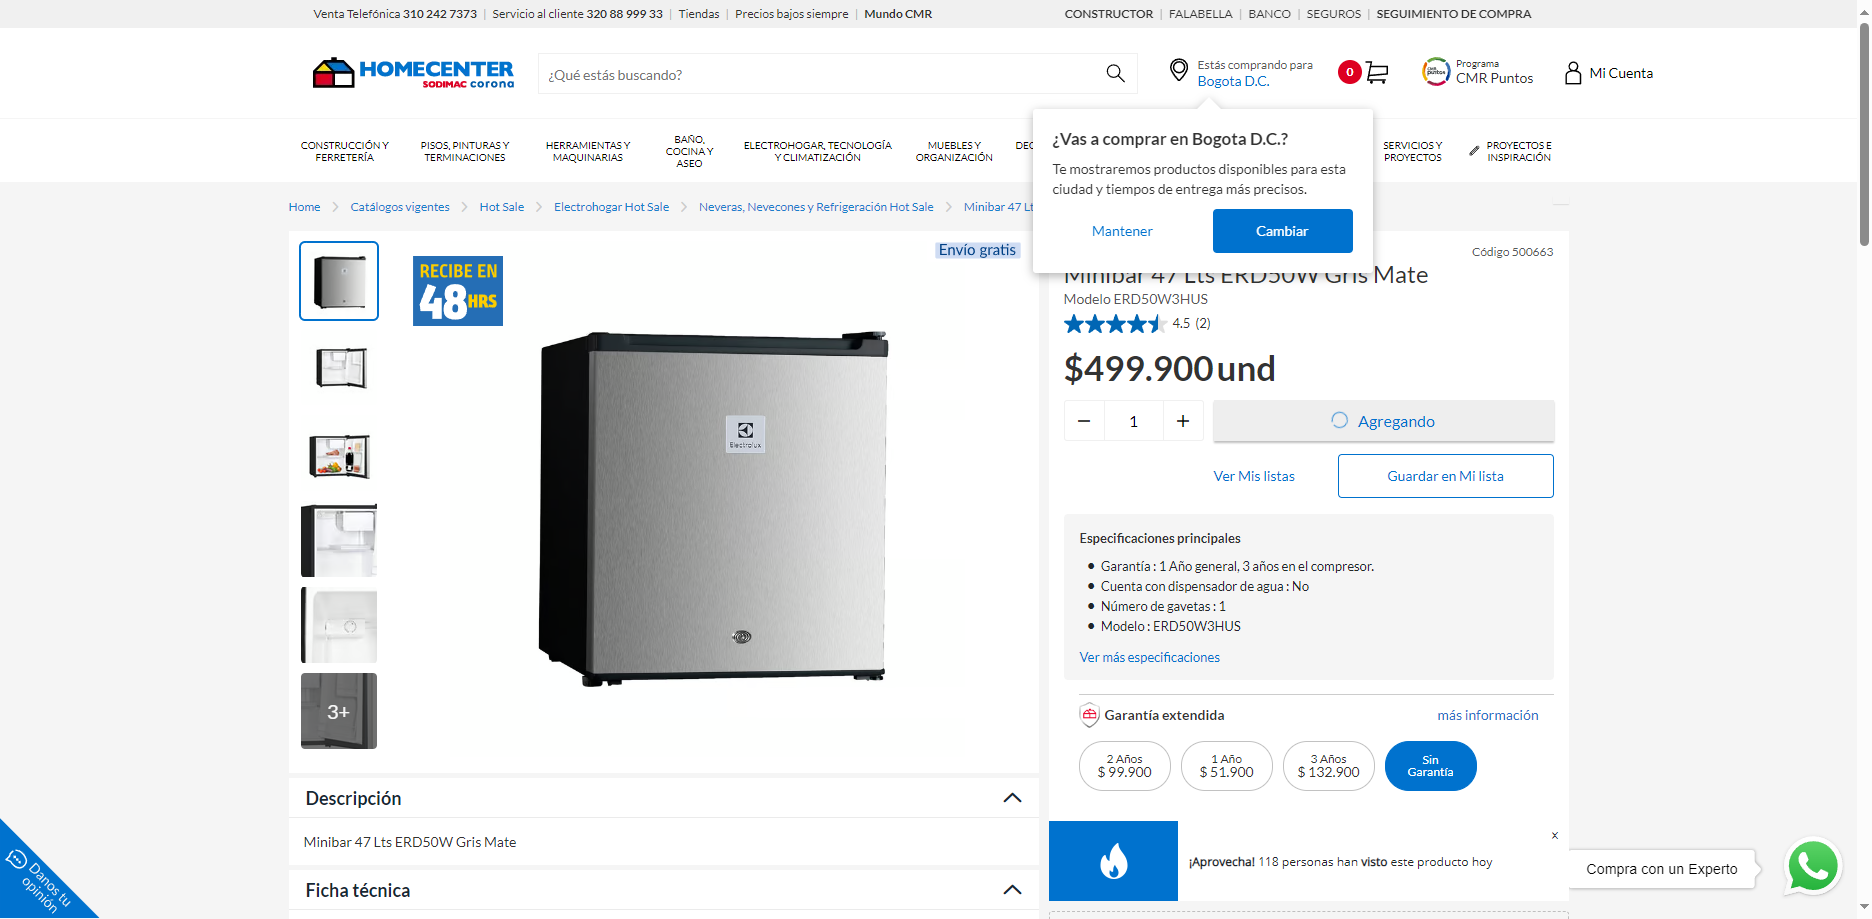 Venta Telefónica 310 242 7373 | Servicio al cliente 320 88 999 33 | Tiendas | Precios bajos siempre | Mundo CMR
CONSTRUCTOR | FALABELLA | BANCO | SEGUROS | SEGUIMIENTO DE COMPRA
HOMECENTER
SODIMAC corona
¿Qué estás buscando?
Estás comprando para
Bogota D.C.
0
CMR puntos
Programa
CMR Puntos
Mi Cuenta
CONSTRUCCIÓN Y
FERRETERÍA
PISOS, PINTURAS Y
TERMINACIONES
HERRAMIENTAS Y
MAQUINARIAS
BAÑO,
COCINA Y
ASEO
ELECTROHOGAR, TECNOLOGÍA
Y CLIMATIZACIÓN
MUEBLES Y
ORGANIZACIÓN
DEC
SERVICIOS Y
PROYECTOS
PROYECTOS E
INSPIRACIÓN
¿Vas a comprar en Bogota D.C.?
Te mostraremos productos disponibles para esta
ciudad y tiempos de entrega más precisos.
Mantener
Cambiar
Home
Catálogos vigentes
Hot Sale
Electrohogar Hot Sale
Neveras, Nevecones y Refrigeración Hot Sale
Minibar 47 Lt
RECIBE EN
48HRS
Envío gratis
Electrolux
3+
Código 500663
Minibar 47 Lts ERD50W Gris Mate
Modelo ERD50W3HUS
4.5 (2)
$499.900 und
− 1 +
Agregando
Ver Mis listas
Guardar en Mi lista
Especificaciones principales
• Garantía : 1 Año general, 3 años en el compresor.
• Cuenta con dispensador de agua : No
• Número de gavetas : 1
• Modelo : ERD50W3HUS
Ver más especificaciones
Garantía extendida
más información
2 Años
$ 99.900
1 Año
$ 51.900
3 Años
$ 132.900
Sin
Garantía
Descripción
Minibar 47 Lts ERD50W Gris Mate
Ficha técnica
x
¡Aprovecha! 118 personas han visto este producto hoy
Compra con un Experto
Danos tu
opinión